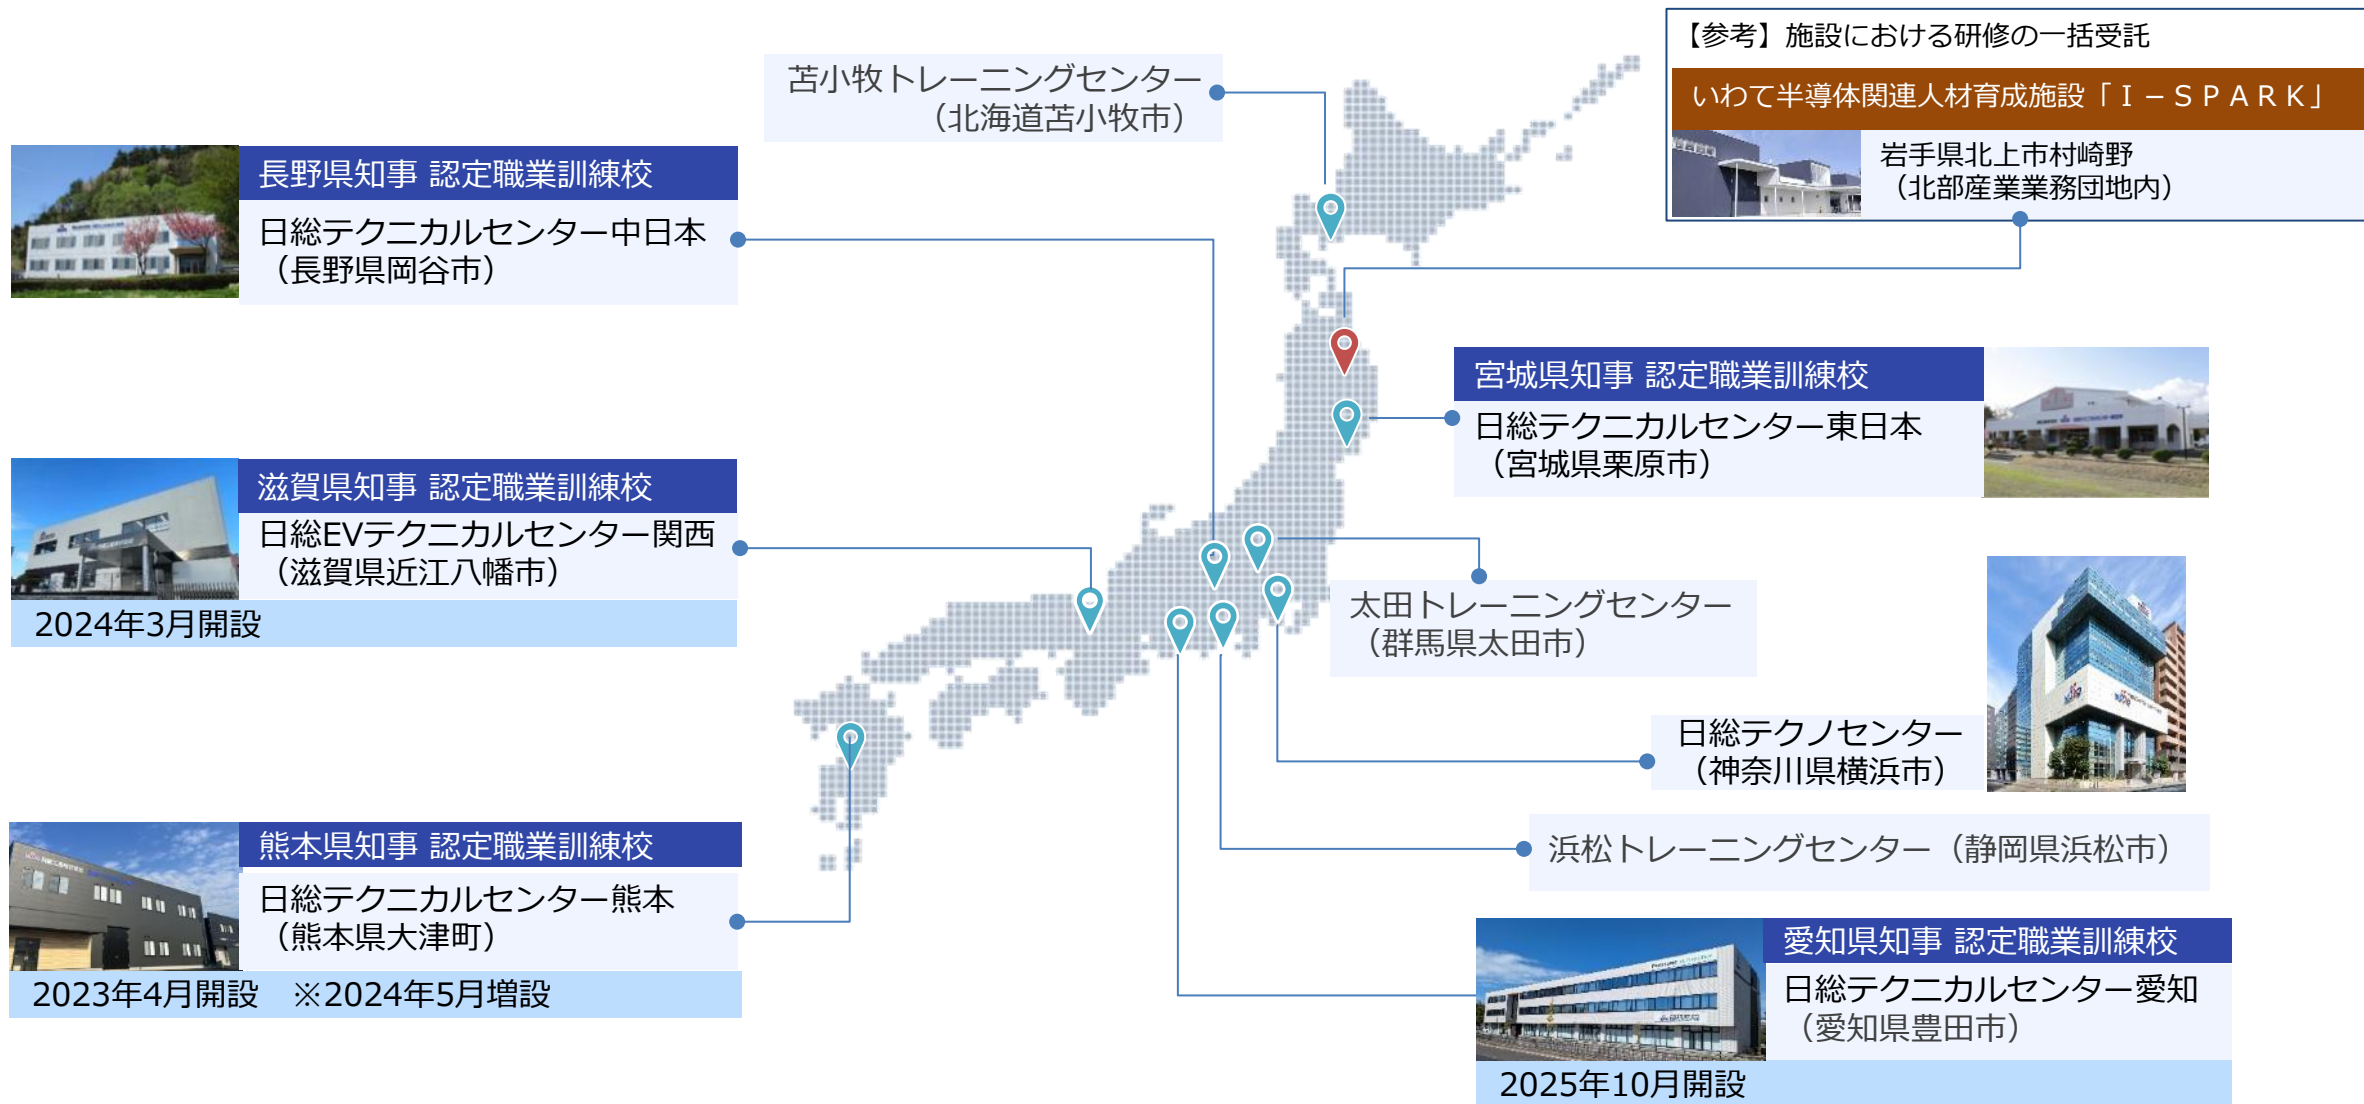 【参考】施設における研修の一括受託
いわて半導体関連人材育成施設「Ｉ－ＳＰＡＲＫ」
岩手県北上市村崎野
（北部産業業務団地内）
苫小牧トレーニングセンター
（北海道苫小牧市）
長野県知事 認定職業訓練校
日総テクニカルセンター中日本
（長野県岡谷市）
宮城県知事 認定職業訓練校
日総テクニカルセンター東日本
（宮城県栗原市）
滋賀県知事 認定職業訓練校
日総EVテクニカルセンター関西
（滋賀県近江八幡市）
2024年3月開設
太田トレーニングセンター
（群馬県太田市）
日総テクノセンター
（神奈川県横浜市）
浜松トレーニングセンター（静岡県浜松市）
熊本県知事 認定職業訓練校
日総テクニカルセンター熊本
（熊本県大津町）
2023年4月開設　※2024年5月増設
愛知県知事 認定職業訓練校
日総テクニカルセンター愛知
（愛知県豊田市）
2025年10月開設